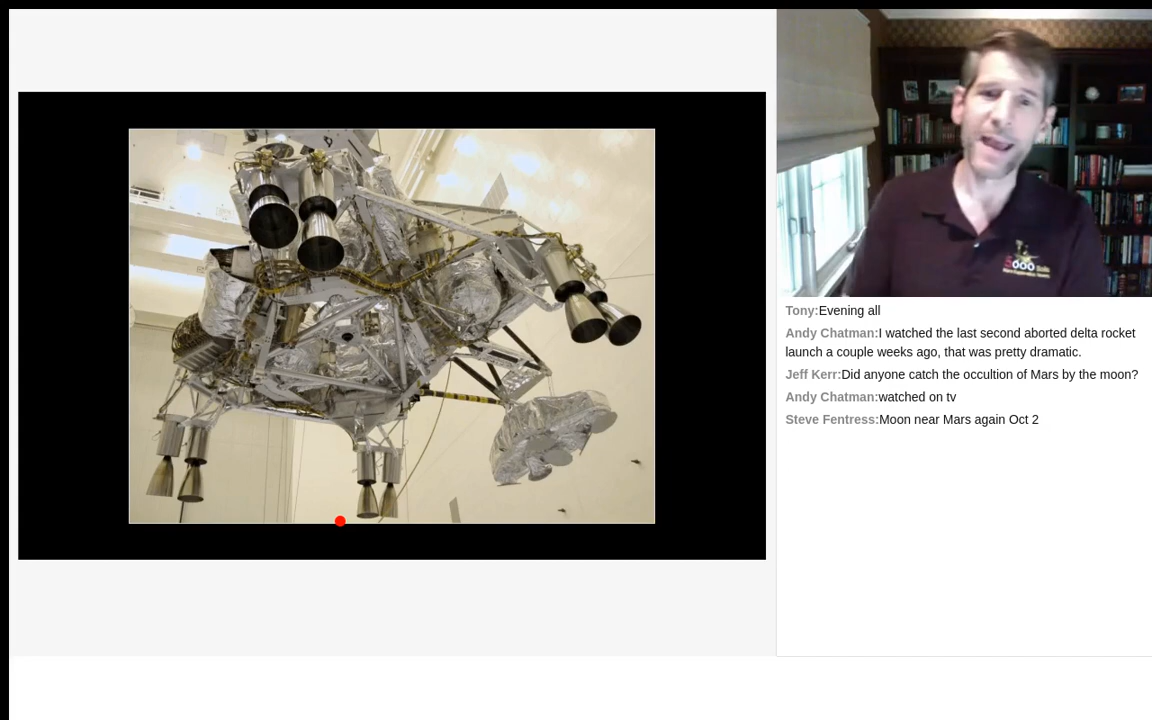 5000 Sols
Tony:Evening all
Andy Chatman:I watched the last second aborted delta rocket
launch a couple weeks ago, that was pretty dramatic.
Jeff Kerr:Did anyone catch the occultion of Mars by the moon?
Andy Chatman:watched on tv
Steve Fentress:Moon near Mars again Oct 2